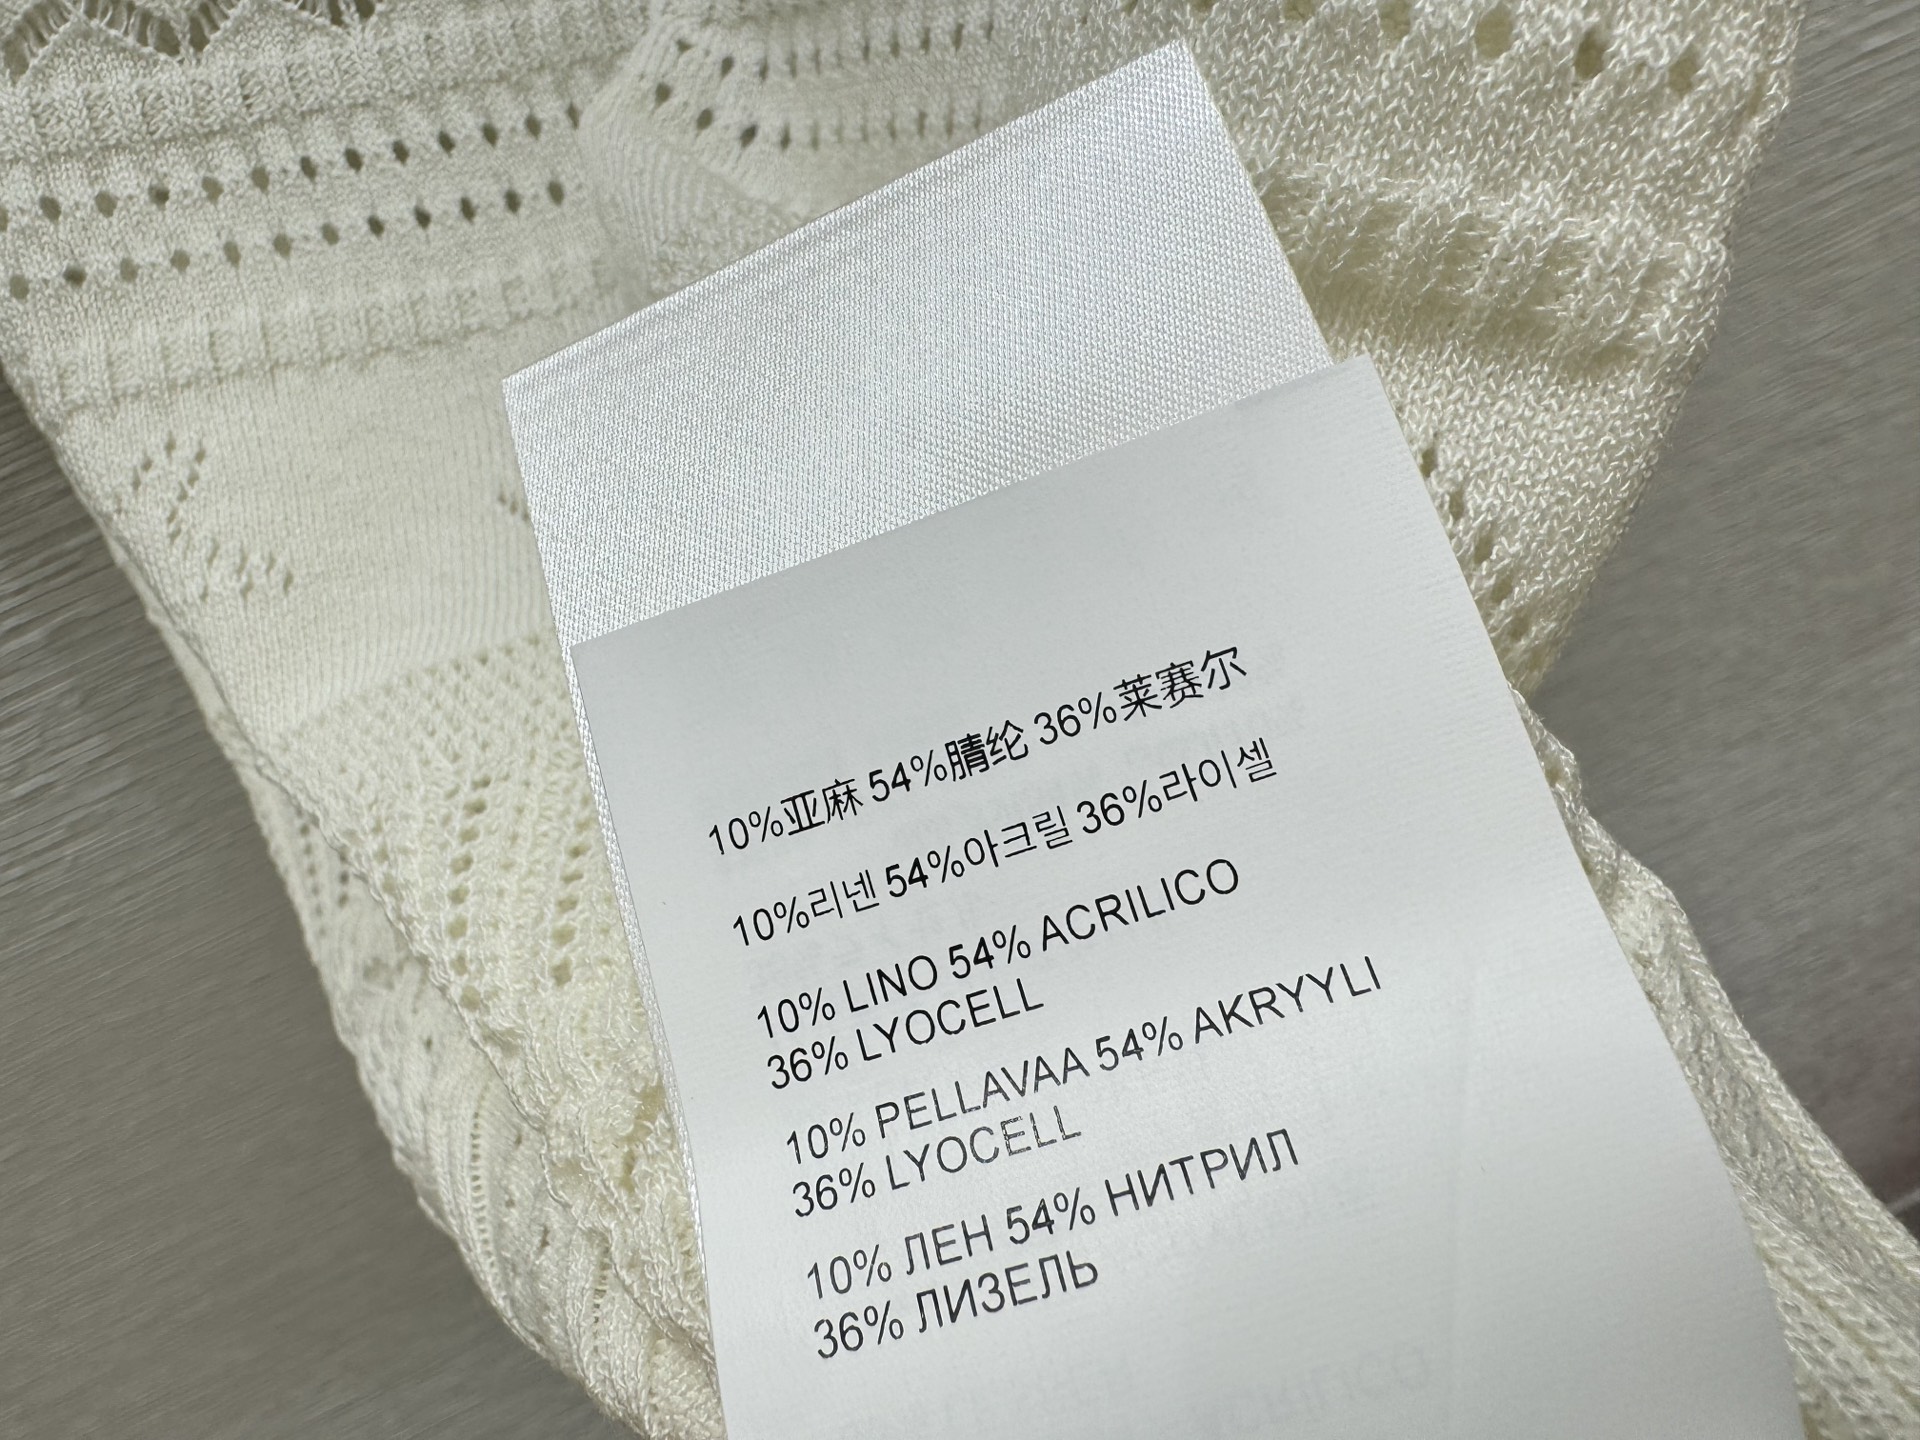 10%亚麻 54%腈纶 36%莱赛尔
10%리넨 54%아크릴 36%라이셀
10% LINO 54% ACRILICO
36% LYOCELL
10% PELLAVAA 54% AKRYYLI
36% LYOCELL
10% ЛЕН 54% НИТРИЛ
36% ЛИЗЕЛЬ